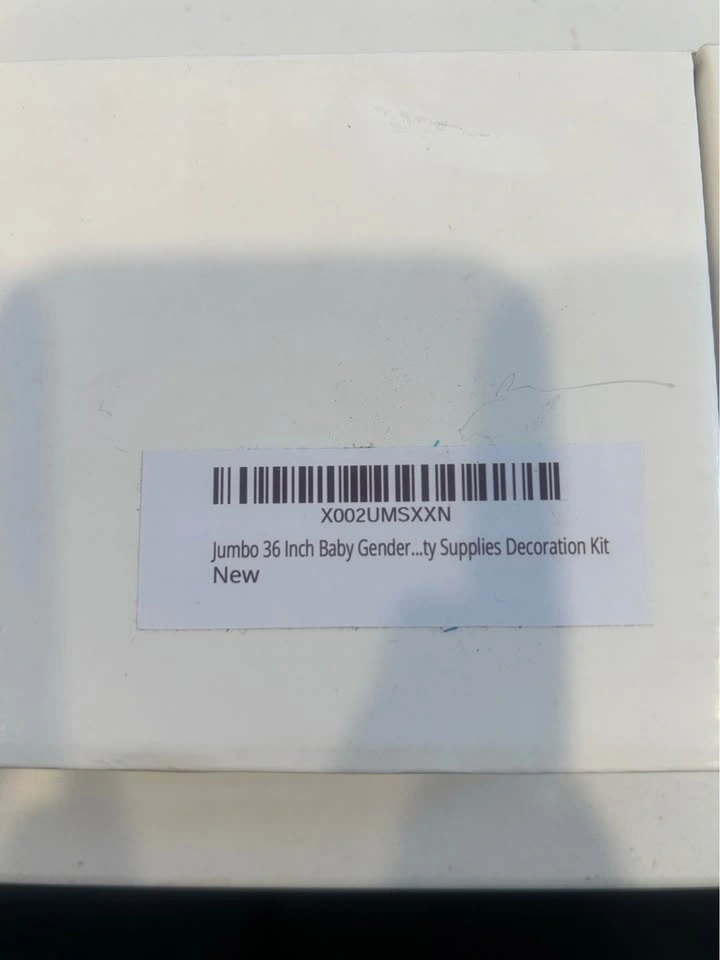 X002UMSXXN
Jumbo 36 Inch Baby Gender...ty Supplies Decoration Kit
New